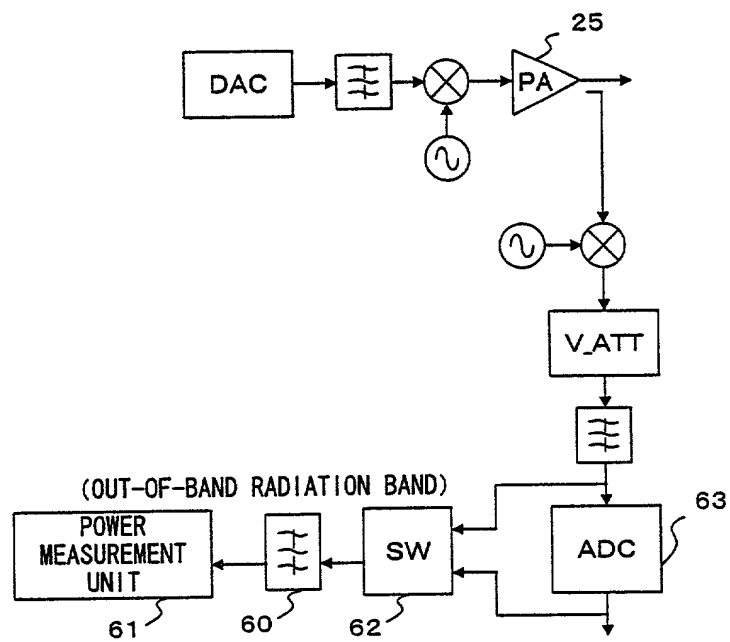 25
DAC
PA
V_ATT
(OUT-OF-BAND RADIATION BAND)
63
POWER
MEASUREMENT
UNIT
SW
ADC
61
60
62